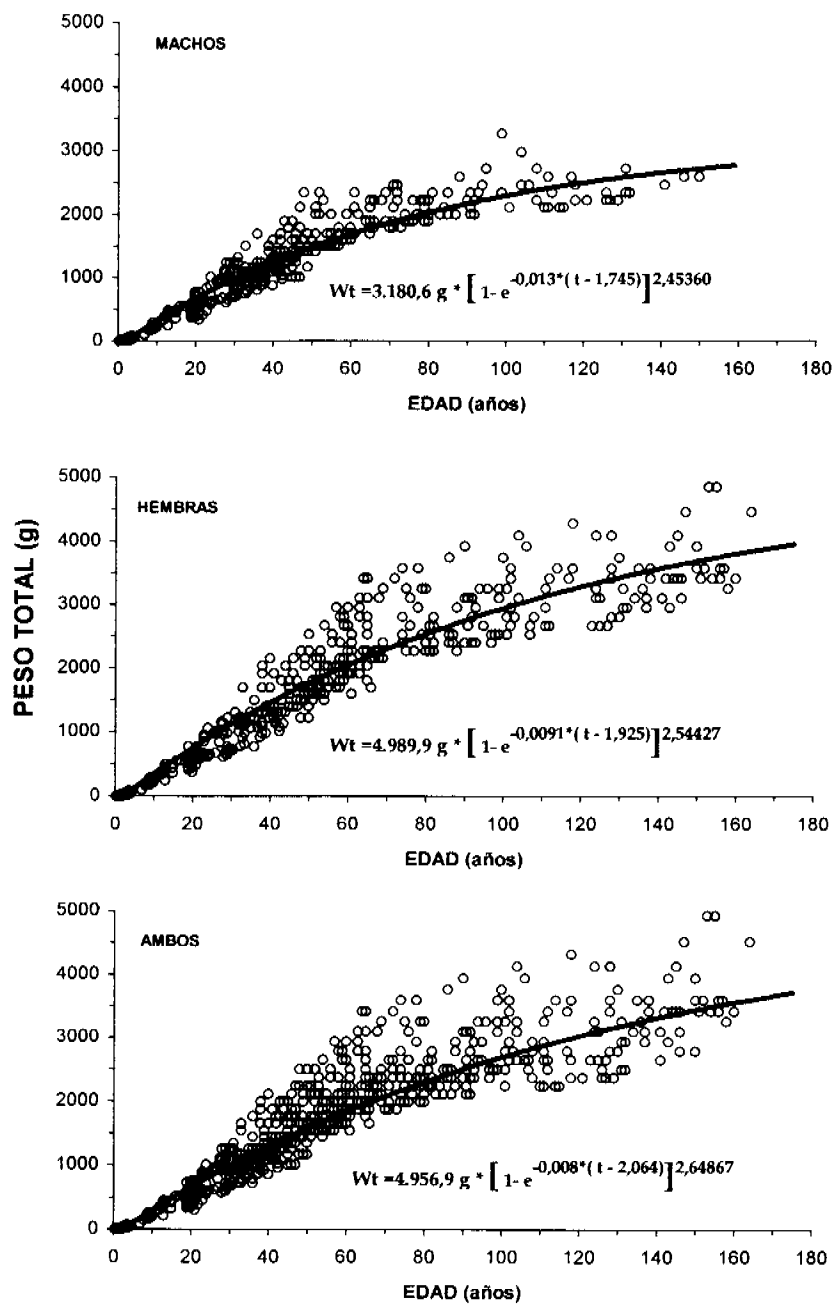 5000
MACHOS
4000
3000
2000
1000
0
Wt =3.180,6 g * [ 1- e -0,013*( t - 1,745) ] 2,45360
0 20 40 60 80 100 120 140 160 180
EDAD (años)
PESO TOTAL (g)
5000
HEMBRAS
4000
3000
2000
1000
0
Wt =4.989,9 g * [ 1- e -0,0091*( t - 1,925) ] 2,54427
0 20 40 60 80 100 120 140 160 180
EDAD (años)
5000
AMBOS
4000
3000
2000
1000
0
Wt =4.956,9 g * [ 1- e -0,008*( t - 2,064) ] 2,64867
0 20 40 60 80 100 120 140 160 180
EDAD (años)